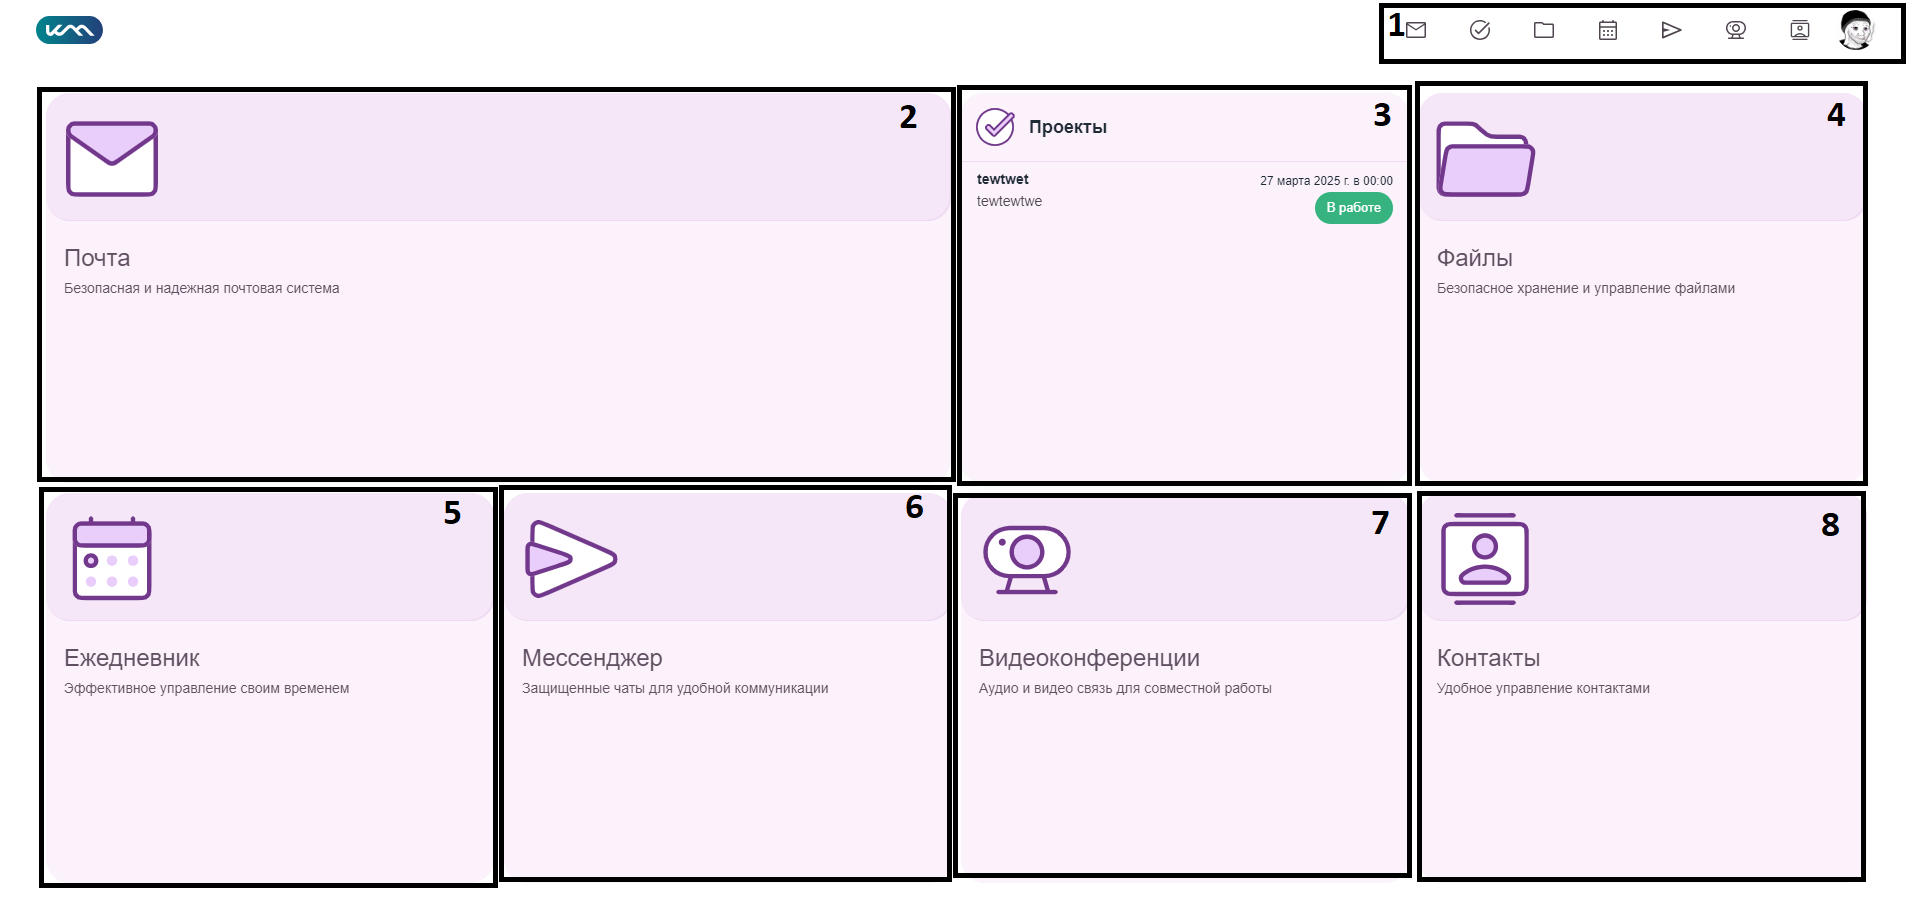 1
2
3
4
Проекты
tewtwet
27 марта 2025 г. в 00:00
tewtewtwe
В работе
Почта
Безопасная и надежная почтовая система
Файлы
Безопасное хранение и управление файлами
5
6
7
8
Ежедневник
Эффективное управление своим временем
Мессенджер
Защищенные чаты для удобной коммуникации
Видеоконференции
Аудио и видео связь для совместной работы
Контакты
Удобное управление контактами